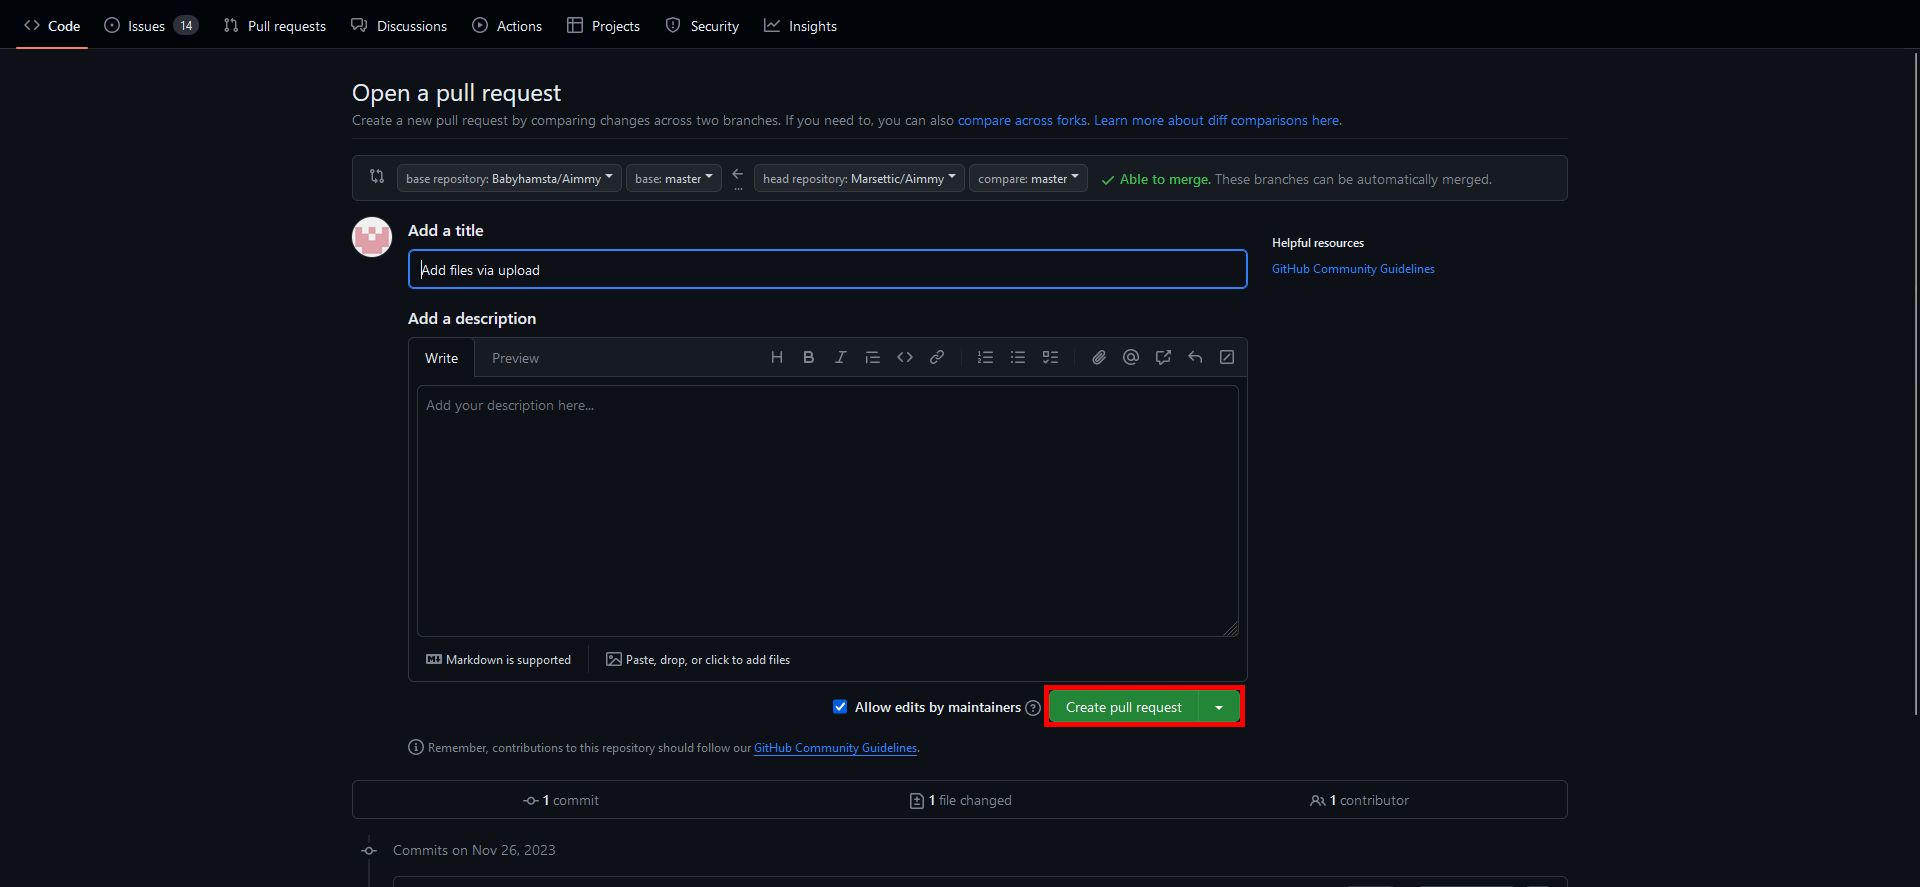 Code Issues 14 Pull requests Discussions Actions Projects Security Insights
Open a pull request
Create a new pull request by comparing changes across two branches. If you need to, you can also compare across forks. Learn more about diff comparisons here.
base repository: Babyhamsta/Aimmy base: master ← ... head repository: Marsettic/Aimmy compare: master Able to merge. These branches can be automatically merged.
Add a title
Add files via upload
Helpful resources
GitHub Community Guidelines
Add a description
Write Preview
Add your description here...
Markdown is supported Paste, drop, or click to add files
Allow edits by maintainers Create pull request
Remember, contributions to this repository should follow our GitHub Community Guidelines.
1 commit 1 file changed 1 contributor
Commits on Nov 26, 2023